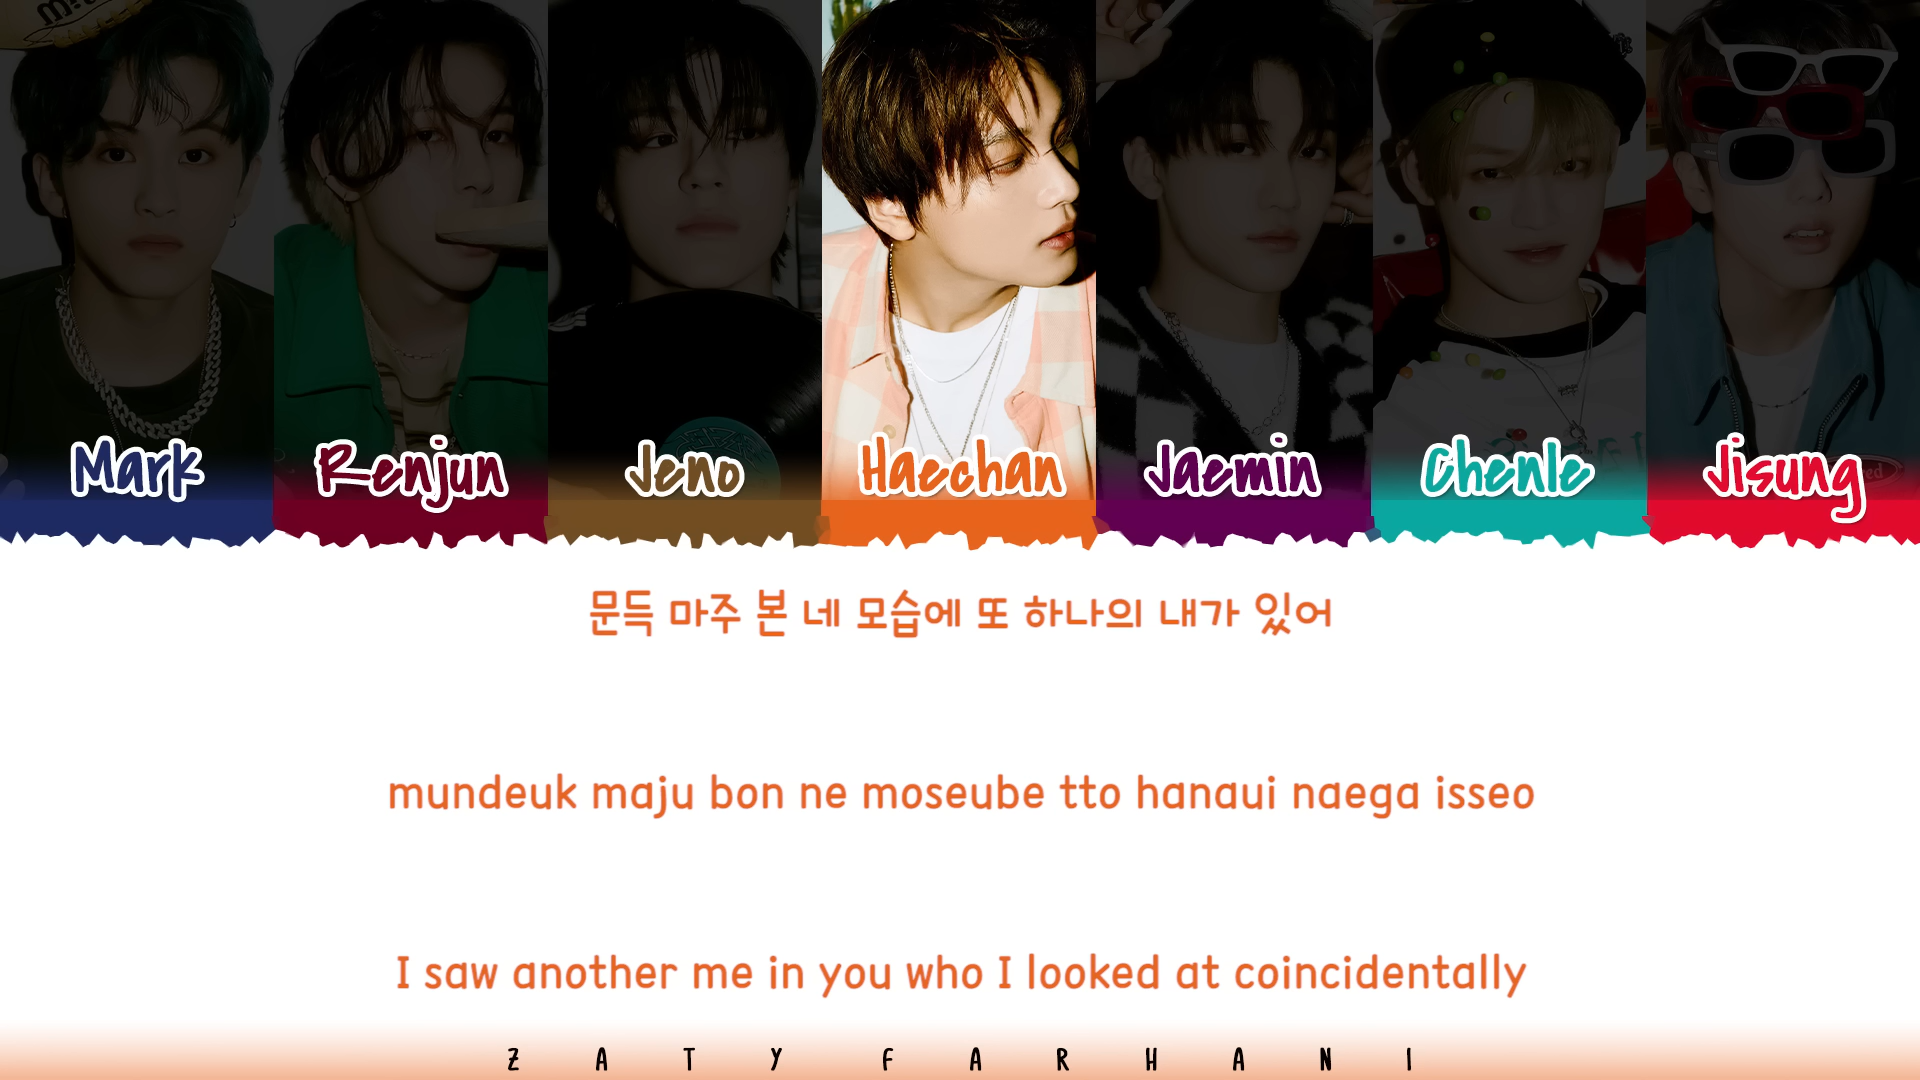 Mark Renjun Jeno Haechan Jaemin Chenle Jisung
문득 마주 본 네 모습에 또 하나의 내가 있어
mundeuk maju bon ne moseube tto hanaui naega isseo
I saw another me in you who I looked at coincidentally
ZATY FARHANI